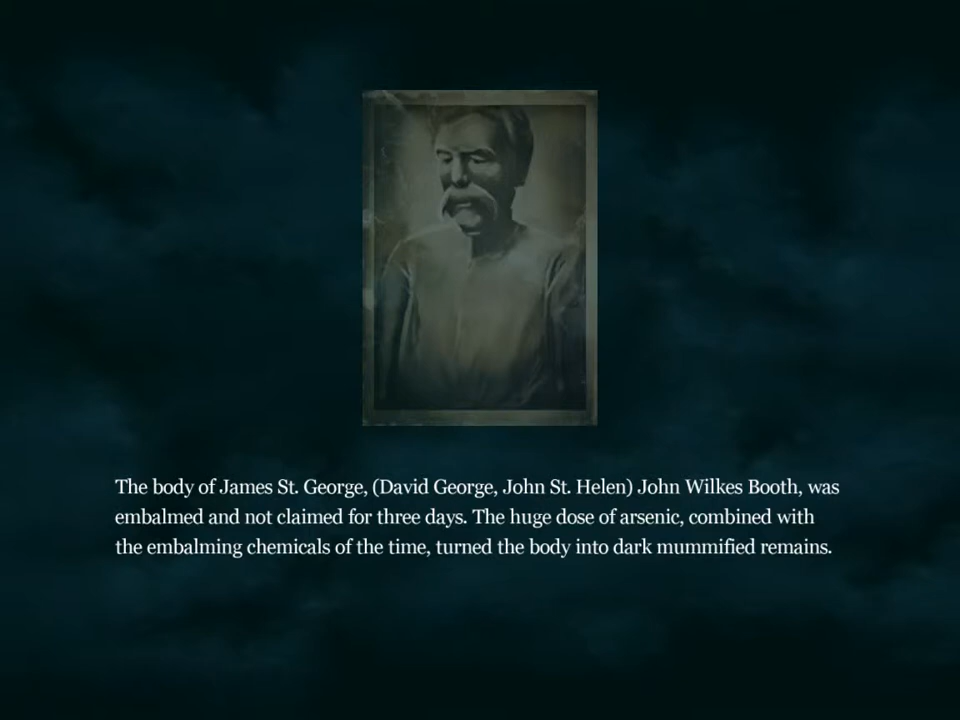 The body of James St. George, (David George, John St. Helen) John Wilkes Booth, was
embalmed and not claimed for three days. The huge dose of arsenic, combined with
the embalming chemicals of the time, turned the body into dark mummified remains.